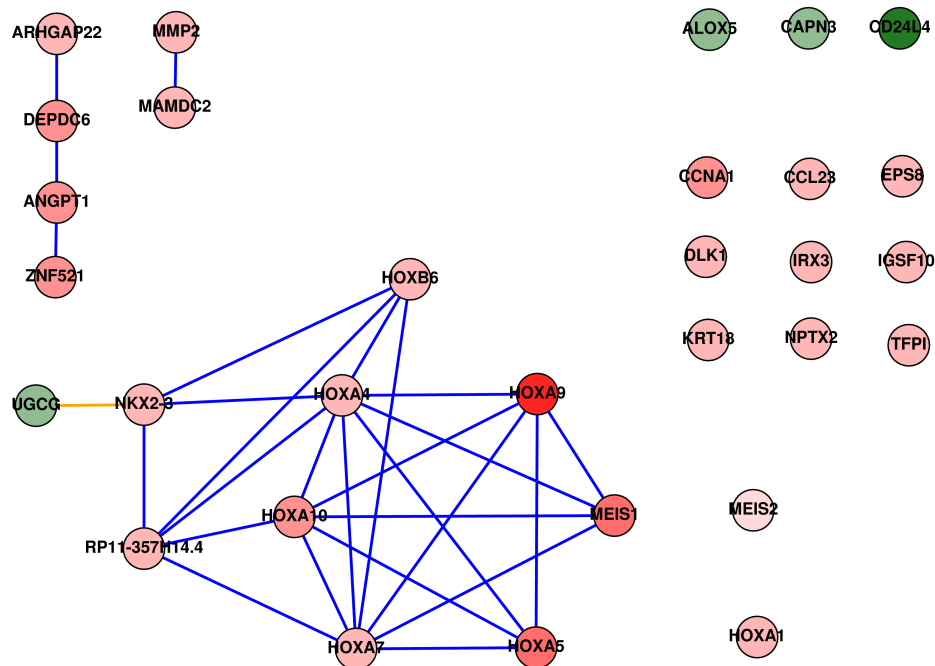 ARHGAP22
MMP2
ALOX5
CAPN3
CD24L4
DEPDC6
MAMDC2
ANGPT1
CCNA1
CCL23
EPS8
ZNF521
HOXB6
DLK1
IRX3
IGSF10
KRT18
NPTX2
TFPI
UGCG
NKX2-3
HOXA4
HOXA9
HOXA10
MEIS1
MEIS2
RP11-357H14.4
HOXA7
HOXA5
HOXA1